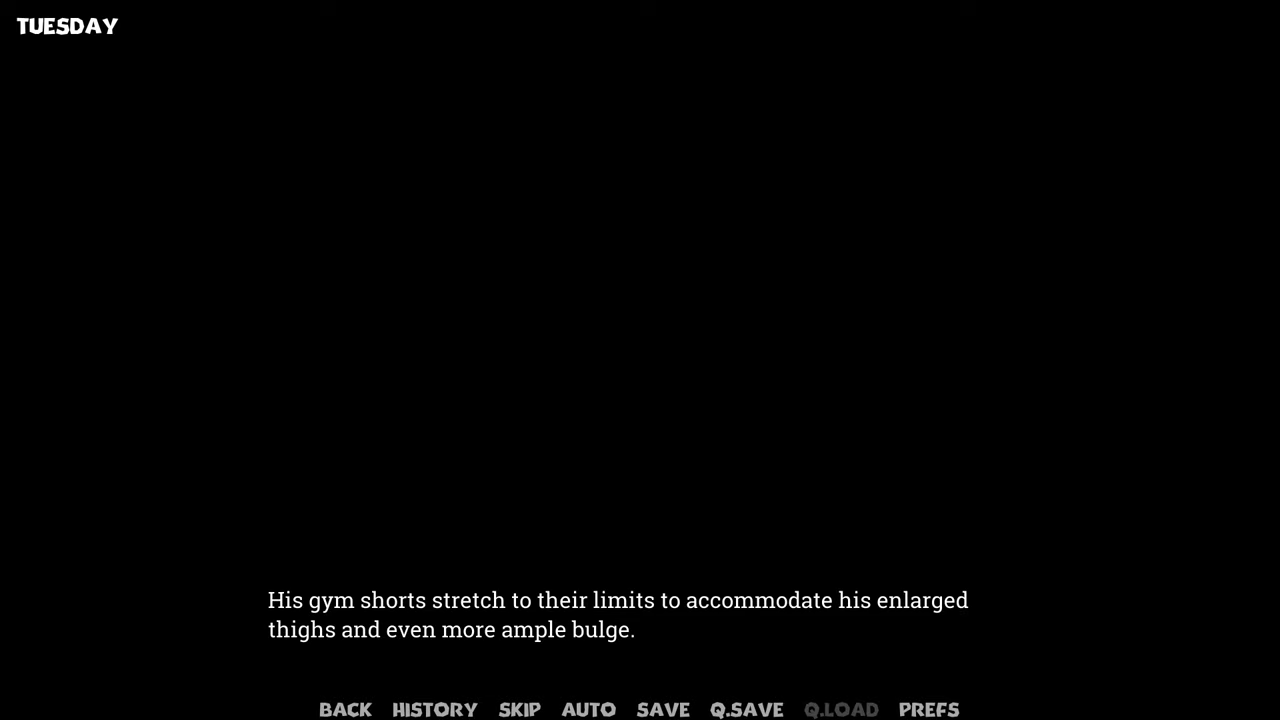 TUESDAY
His gym shorts stretch to their limits to accommodate his enlarged
thighs and even more ample bulge.
BACK HISTORY SKIP AUTO SAVE Q.SAVE Q.LOAD PREFS